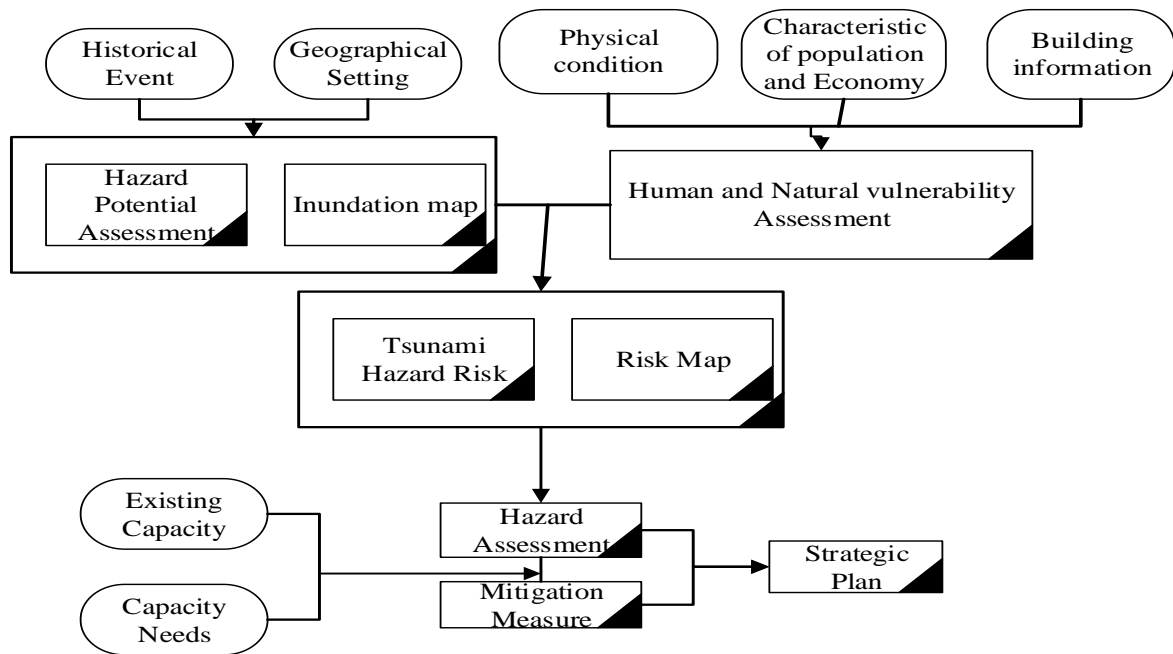 Historical
Event
Geographical
Setting
Physical
condition
Characteristic
of population
and Economy
Building
information
Hazard
Potential
Assessment
Inundation map
Human and Natural vulnerability
Assessment
Tsunami
Hazard Risk
Risk Map
Existing
Capacity
Capacity
Needs
Hazard
Assessment
Mitigation
Measure
Strategic
Plan